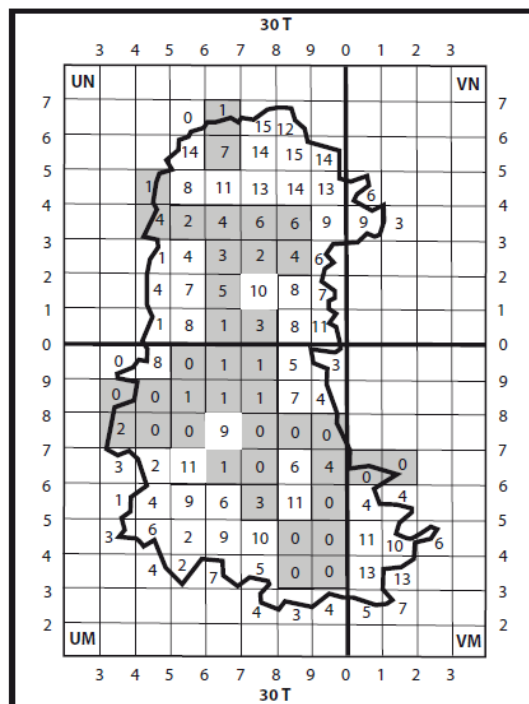 30 T
3 4 5 6 7 8 9 0 1 2 3
UN VN
7 7
0 1 15 12
6 6
14 7 14 15 14
5 5
1 8 11 13 14 13 6
4 4
4 2 4 6 6 9 9 3
3 3
1 4 3 2 4 6
2 2
4 7 5 10 8 7
1 1
1 8 1 3 8 11
0 0
0 8 0 1 1 5 3
9 9
0 0 1 1 1 7 4
8 8
2 0 0 9 0 0 0
7 7
3 2 11 1 0 6 4 0 0
6 6
1 4 9 6 3 11 0 4 4
5 5
3 6 2 9 10 0 0 11 10 6
4 4
4 2 7 5 0 0 13 13
3 3
4 3 4 5 7
2 2
UM VM
3 4 5 6 7 8 9 0 1 2 3
30 T